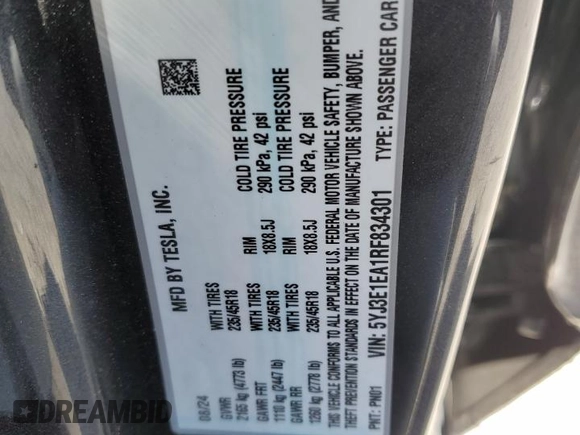 MFD BY TESLA, INC.
08/24
GVWR
2165 kg (4773 lb)
WITH TIRES
235/45R18
GAWR FRT
1110 kg (2447 lb)
WITH TIRES
235/45R18
RIM
18X8.5J
COLD TIRE PRESSURE
290 kPa, 42 psi
GAWR RR
1260 kg (2778 lb)
WITH TIRES
235/45R18
RIM
18X8.5J
COLD TIRE PRESSURE
290 kPa, 42 psi
CONFORMS TO ALL APPLICABLE U.S. FEDERAL MOTOR VEHICLE SAFETY, BUMPER, AND
THEFT PREVENTION STANDARDS IN EFFECT ON THE DATE OF MANUFACTURE SHOWN ABOVE.
PNT: PN01
VIN: 5YJ3E1EA1RF834301
TYPE: PASSENGER CAR
EPICVIN